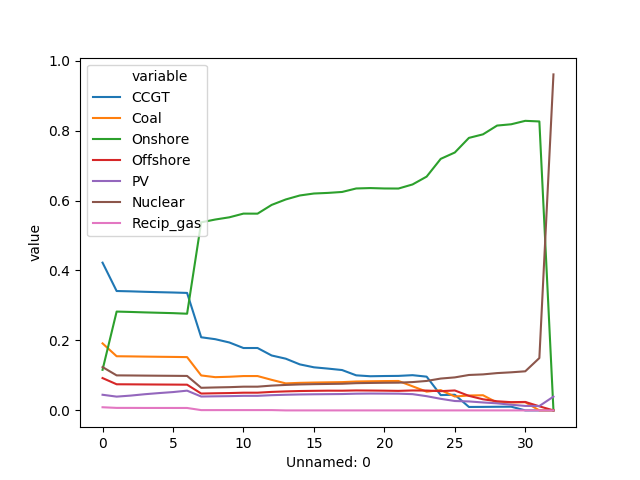 variable
CCGT
Coal
Onshore
Offshore
PV
Nuclear
Recip_gas
value
1.0
0.8
0.6
0.4
0.2
0.0
0 5 10 15 20 25 30
Unnamed: 0